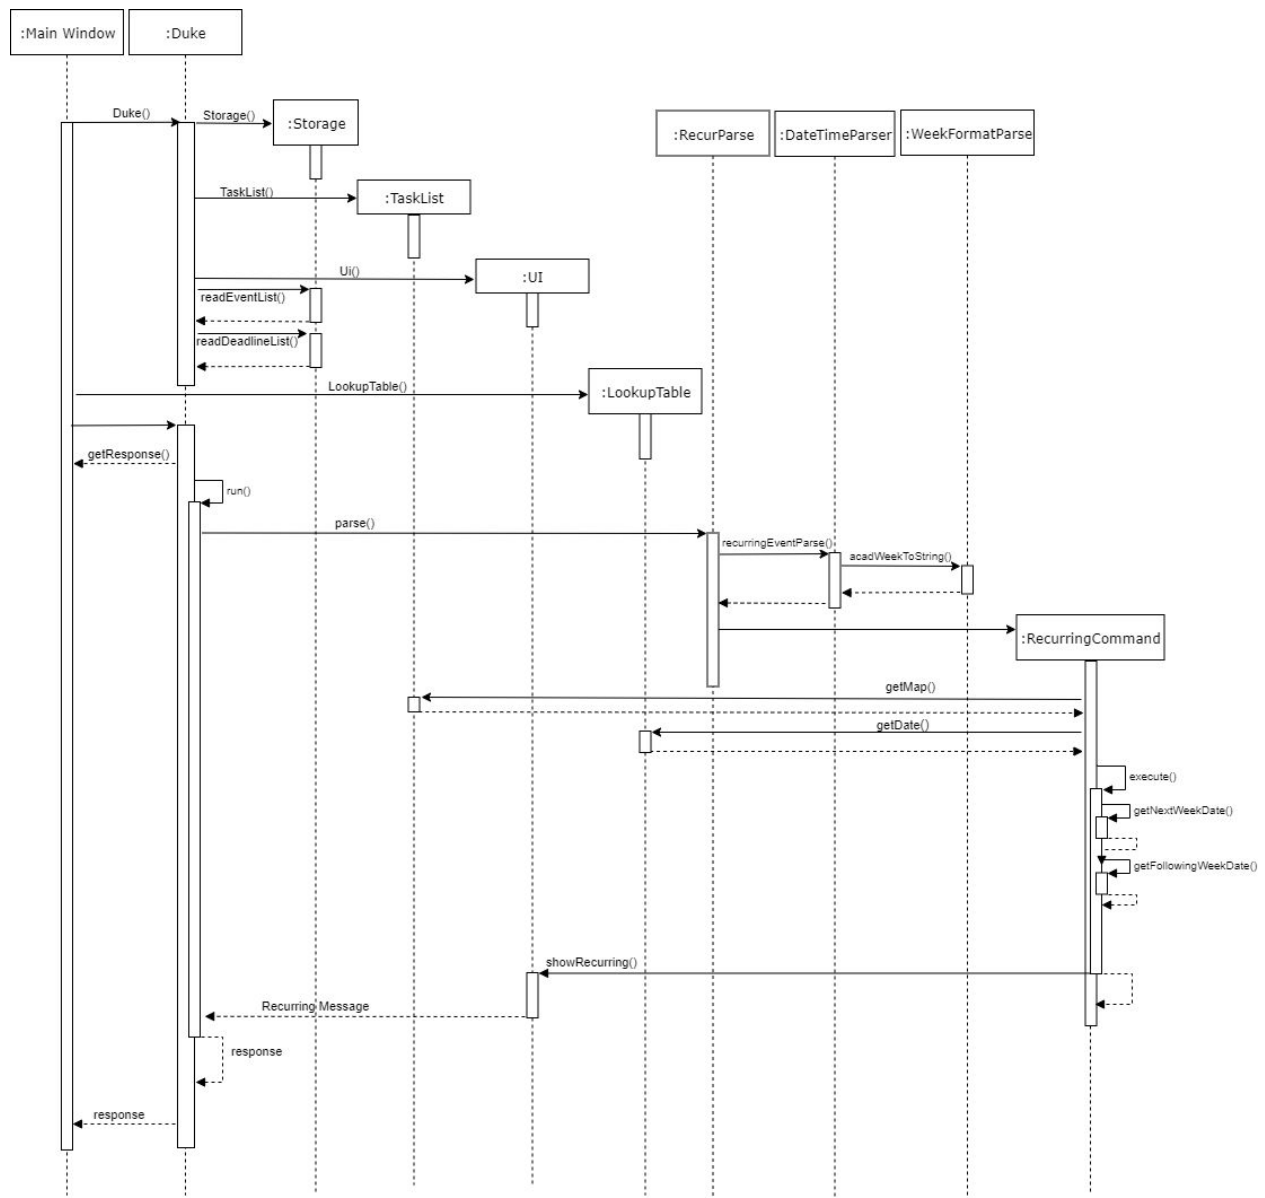 :Main Window
:Duke
Duke()
Storage()
:Storage
:RecurParse
:DateTimeParser
:WeekFormatParse
TaskList()
:TaskList
Ui()
:UI
readEventList()
readDeadlineList()
LookupTable()
:LookupTable
getResponse()
run()
parse()
recurringEventParse()
acadWeekToString()
:RecurringCommand
getMap()
getDate()
execute()
getNextWeekDate()
getFollowingWeekDate()
showRecurring()
Recurring Message
response
response